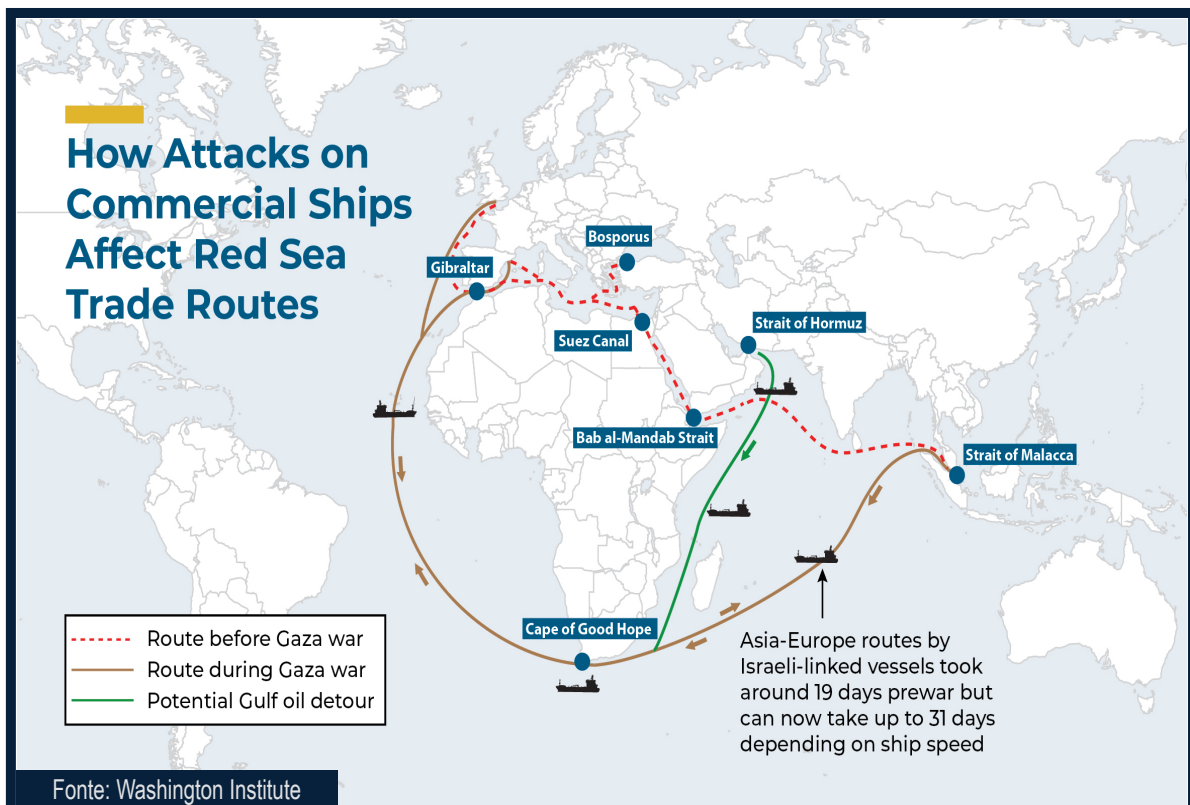 How Attacks on
Commercial Ships
Affect Red Sea
Trade Routes
Bosporus
Gibraltar
Suez Canal
Strait of Hormuz
Bab al-Mandab Strait
Strait of Malacca
Cape of Good Hope
Route before Gaza war
Route during Gaza war
Potential Gulf oil detour
Asia-Europe routes by
Israeli-linked vessels took
around 19 days prewar but
can now take up to 31 days
depending on ship speed
Fonte: Washington Institute